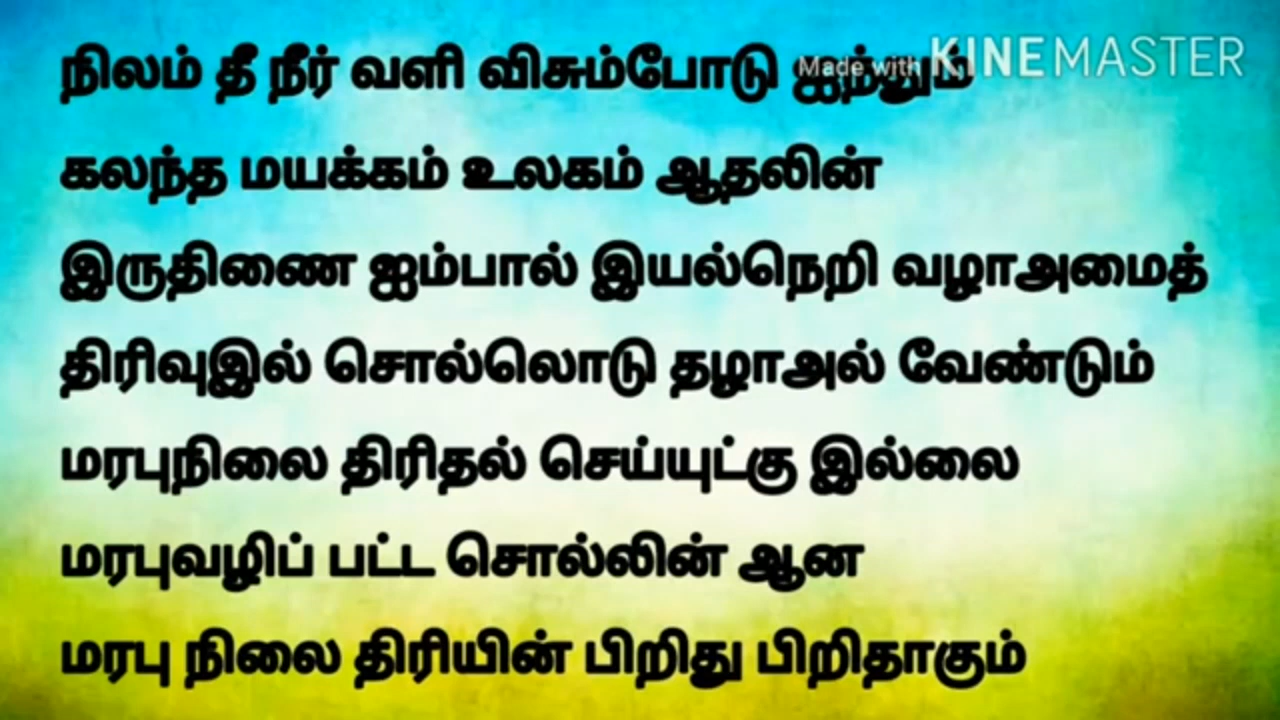 நிலம் தீ நீர் வளி விசும்போடு ஐந்தும்
Made with KINEMASTER
கலந்த மயக்கம் உலகம் ஆதலின்
இருதிணை ஐம்பால் இயல்நெறி வழாஅமைத்
திரிவுஇல் சொல்லொடு தழாஅல் வேண்டும்
மரபுநிலை திரிதல் செய்யுட்கு இல்லை
மரபுவழிப் பட்ட சொல்லின் ஆன
மரபு நிலை திரியின் பிறிது பிறிதாகும்